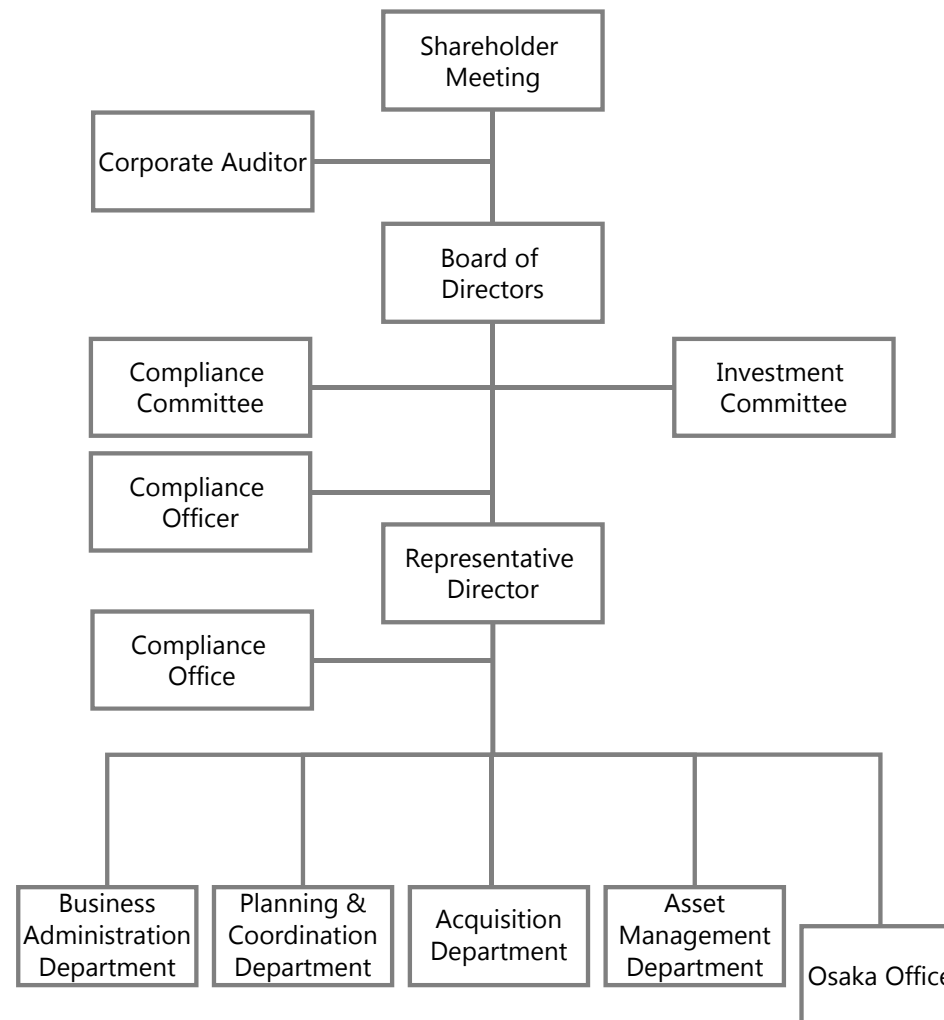 Shareholder
Meeting
Corporate Auditor
Board of
Directors
Compliance
Committee
Investment
Committee
Compliance
Officer
Representative
Director
Compliance
Office
Business
Administration
Department
Planning &
Coordination
Department
Acquisition
Department
Asset
Management
Department
Osaka Office